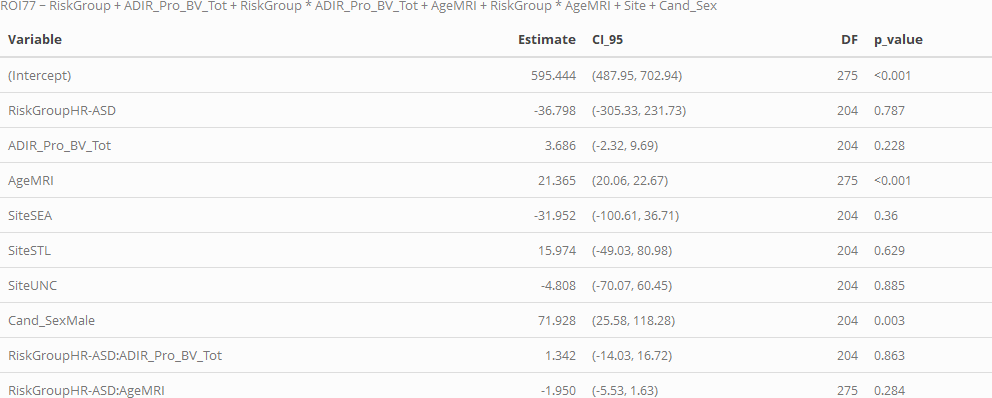 ROI77 ~ RiskGroup + ADIR_Pro_BV_Tot + RiskGroup * ADIR_Pro_BV_Tot + AgeMRI + RiskGroup * AgeMRI + Site + Cand_Sex
Variable Estimate CI_95 DF p_value
(Intercept) 595.444 (487.95, 702.94) 275 <0.001
RiskGroupHR-ASD -36.798 (-305.33, 231.73) 204 0.787
ADIR_Pro_BV_Tot 3.686 (-2.32, 9.69) 204 0.228
AgeMRI 21.365 (20.06, 22.67) 275 <0.001
SiteSEA -31.952 (-100.61, 36.71) 204 0.36
SiteSTL 15.974 (-49.03, 80.98) 204 0.629
SiteUNC -4.808 (-70.07, 60.45) 204 0.885
Cand_SexMale 71.928 (25.58, 118.28) 204 0.003
RiskGroupHR-ASD:ADIR_Pro_BV_Tot 1.342 (-14.03, 16.72) 204 0.863
RiskGroupHR-ASD:AgeMRI -1.950 (-5.53, 1.63) 275 0.284